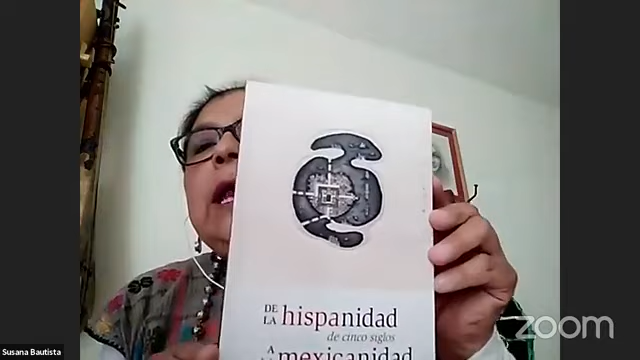 DE
LA hispanidad
de cinco siglos
A
mexicanidad
Susana Bautista
zoom